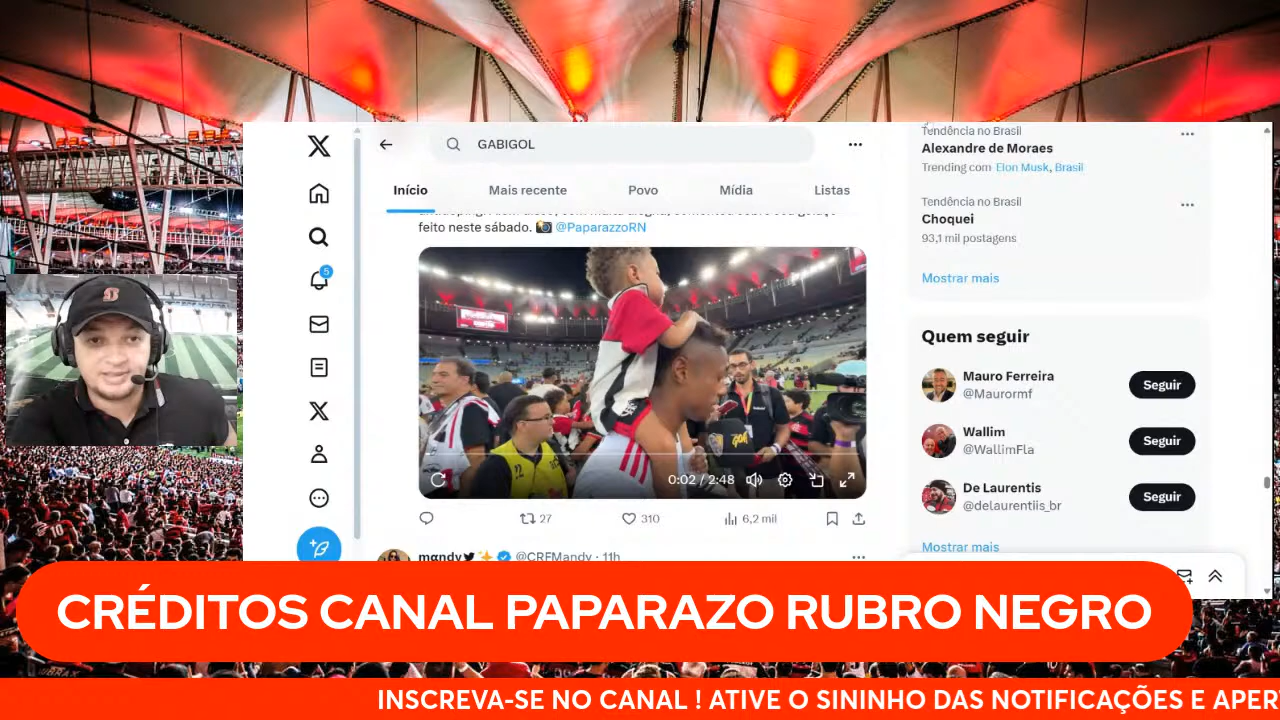 GABIGOL
Início
Mais recente
Povo
Mídia
Listas
feito neste sábado. 📸 @PaparazzoRN
0:02 / 2:48
27
310
6,2 mil
mandy @CRFMandy · 11h
Tendência no Brasil
Alexandre de Moraes
Trending com Elon Musk, Brasil
Tendência no Brasil
Choquei
93,1 mil postagens
Mostrar mais
Quem seguir
Mauro Ferreira
@Maurormf
Seguir
Wallim
@WallimFla
Seguir
De Laurentis
@delaurentiis_br
Seguir
Mostrar mais
5
CRÉDITOS CANAL PAPARAZO RUBRO NEGRO
INSCREVA-SE NO CANAL ! ATIVE O SININHO DAS NOTIFICAÇÕES E APER